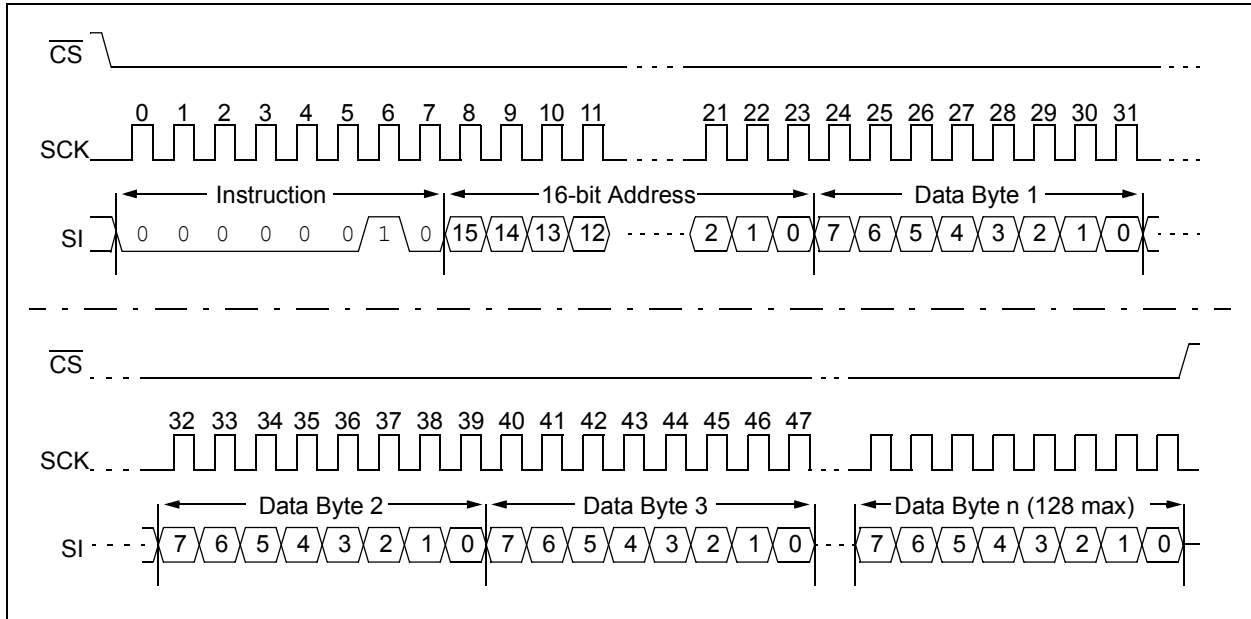 CS
0 1 2 3 4 5 6 7 8 9 10 11 21 22 23 24 25 26 27 28 29 30 31
SCK
Instruction 16-bit Address Data Byte 1
SI 0 0 0 0 0 0 1 0 15 14 13 12 2 1 0 7 6 5 4 3 2 1 0
CS
32 33 34 35 36 37 38 39 40 41 42 43 44 45 46 47
SCK
Data Byte 2 Data Byte 3 Data Byte n (128 max)
SI 7 6 5 4 3 2 1 0 7 6 5 4 3 2 1 0 7 6 5 4 3 2 1 0